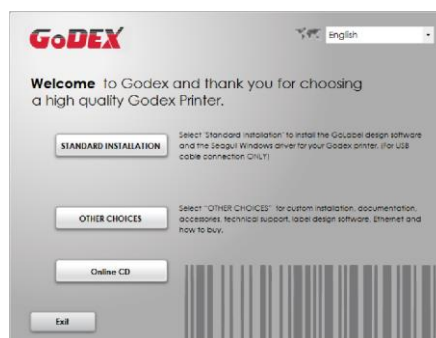 GoDEX
English
Welcome to Godex and thank you for choosing
a high quality Godex Printer.
STANDARD INSTALLATION
Select "Standard Installation" to install the GoLabel design software
and the Seagull Windows driver for your Godex printer. (For USB
cable connection ONLY)
OTHER CHOICES
Select "OTHER CHOICES" for custom installation, documentation,
accessories, technical support, label design software, Ethernet and
how to buy.
Online CD
Exit